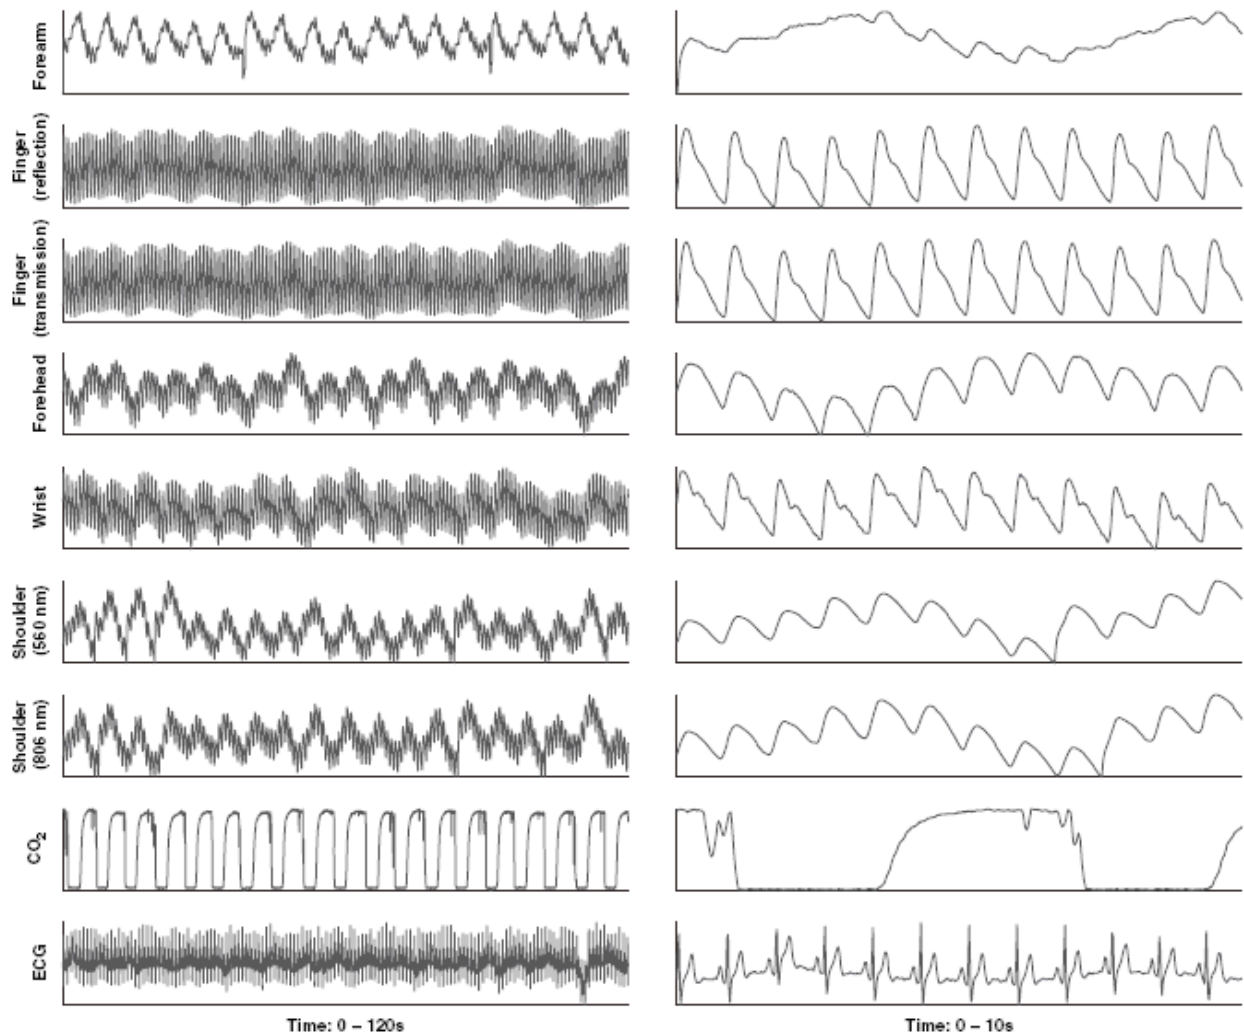 Forearm
Finger
(reflection)
Finger
(transmission)
Forehead
Wrist
Shoulder
(560 nm)
Shoulder
(806 nm)
CO2
ECG
Time: 0 – 120s
Time: 0 – 10s